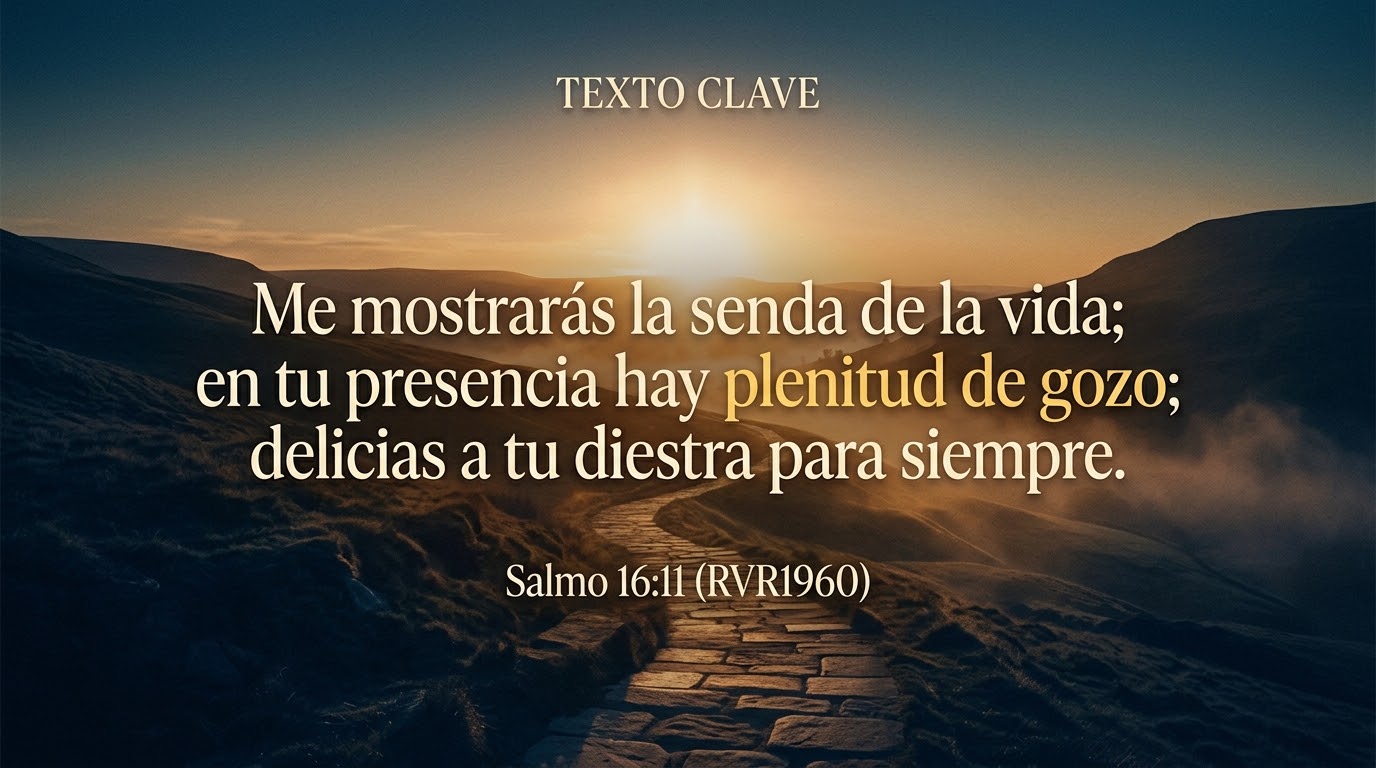 TEXTO CLAVE
Me mostrarás la senda de la vida;
en tu presencia hay plenitud de gozo;
delicias a tu diestra para siempre.
Salmo 16:11 (RVR1960)